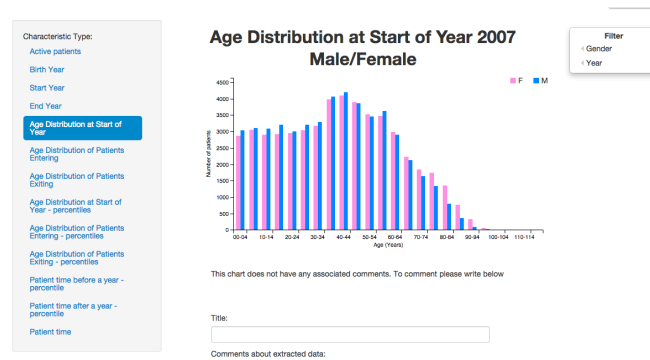 Characteristic Type:
Active patients
Birth Year
Start Year
End Year
Age Distribution at Start of
Year
Age Distribution of Patients
Entering
Age Distribution of Patients
Exiting
Age Distribution at Start of
Year - percentiles
Age Distribution of Patients
Entering - percentiles
Age Distribution of Patients
Exiting - percentiles
Patient time before a year -
percentile
Patient time after a year -
percentile
Patient time
Age Distribution at Start of Year 2007
Male/Female
F M
Number of patients
4500
4000
3500
3000
2500
2000
1500
1000
500
0
00-04 10-14 20-24 30-34 40-44 50-54 60-64 70-74 80-84 90-94 100-104 110-114
Age (Years)
This chart does not have any associated comments. To comment please write below
Title:
Comments about extracted data:
Filter
Gender
Year